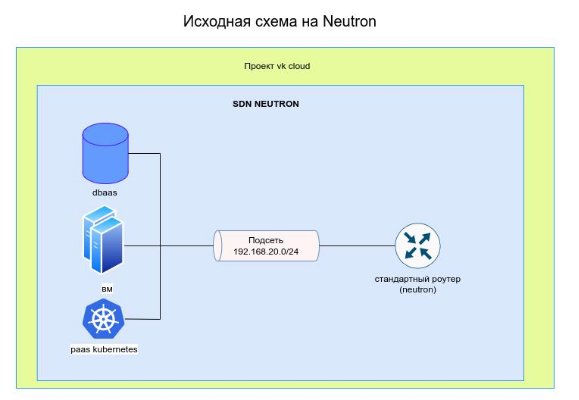 Исходная схема на Neutron
Проект vk cloud
SDN NEUTRON
dbaas
Подсеть
192.168.20.0/24
стандартный роутер
(neutron)
вм
paas kubernetes